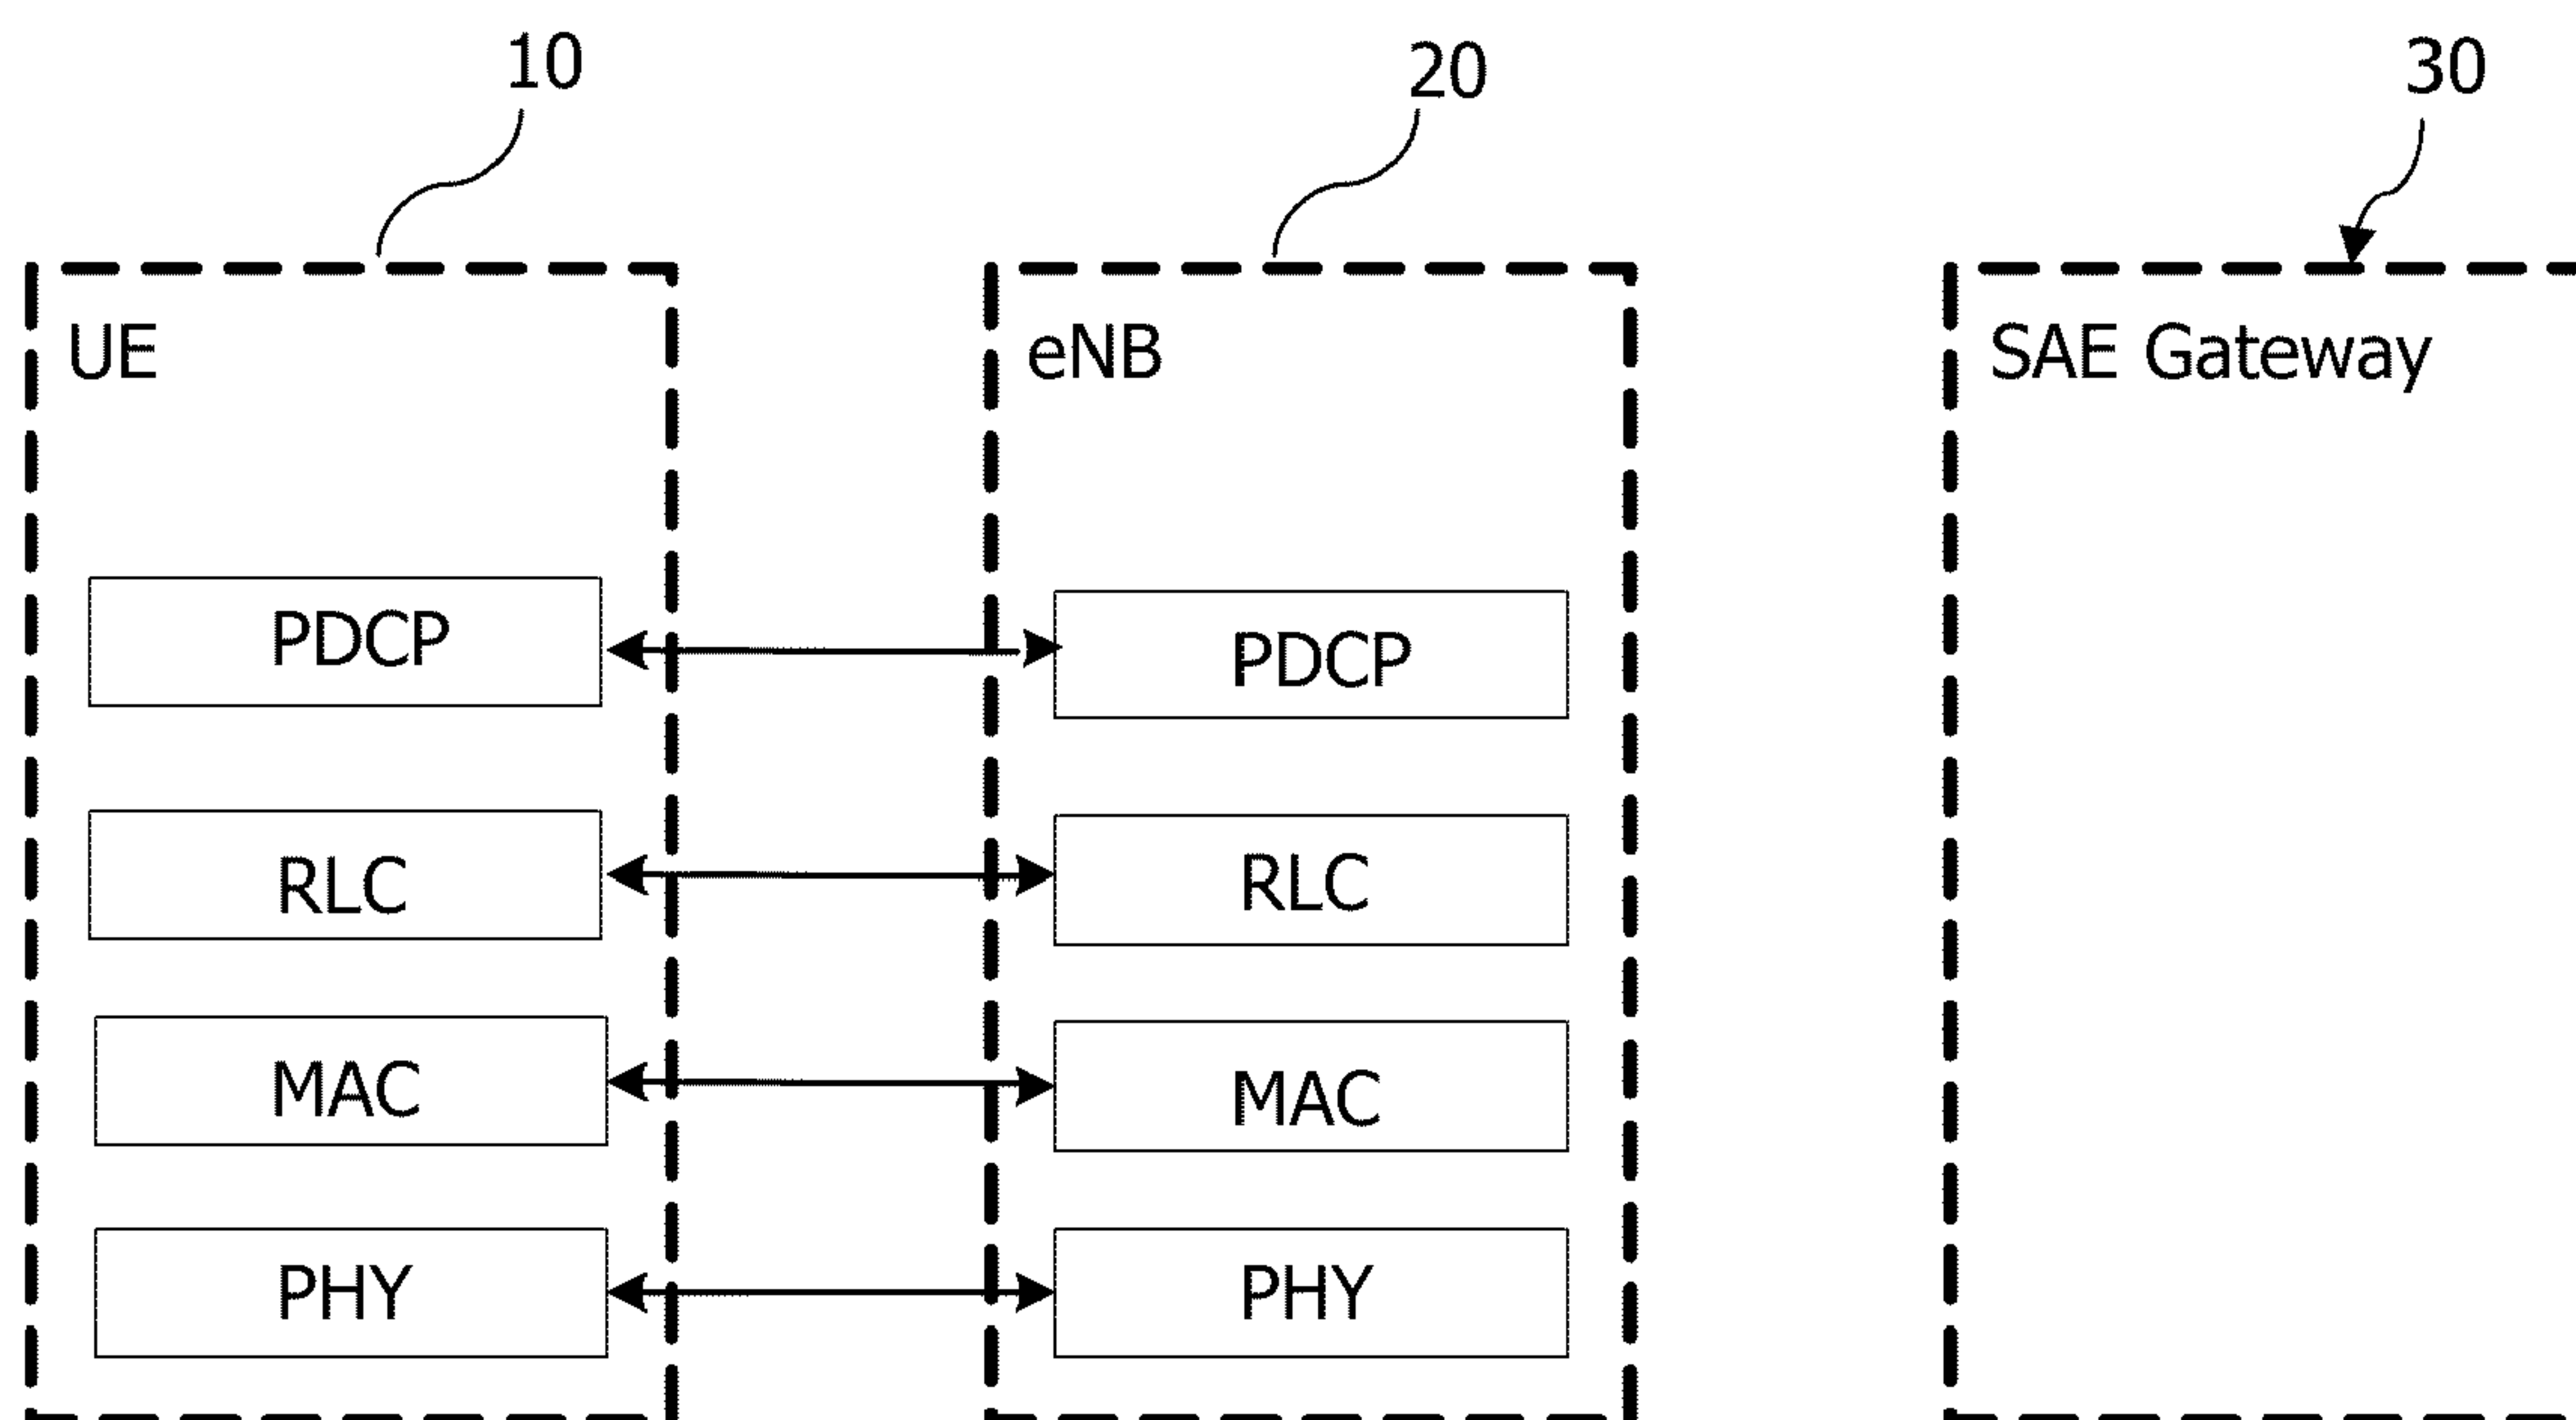 10
20
30
UE
eNB
SAE Gateway
PDCP
PDCP
RLC
RLC
MAC
MAC
PHY
PHY